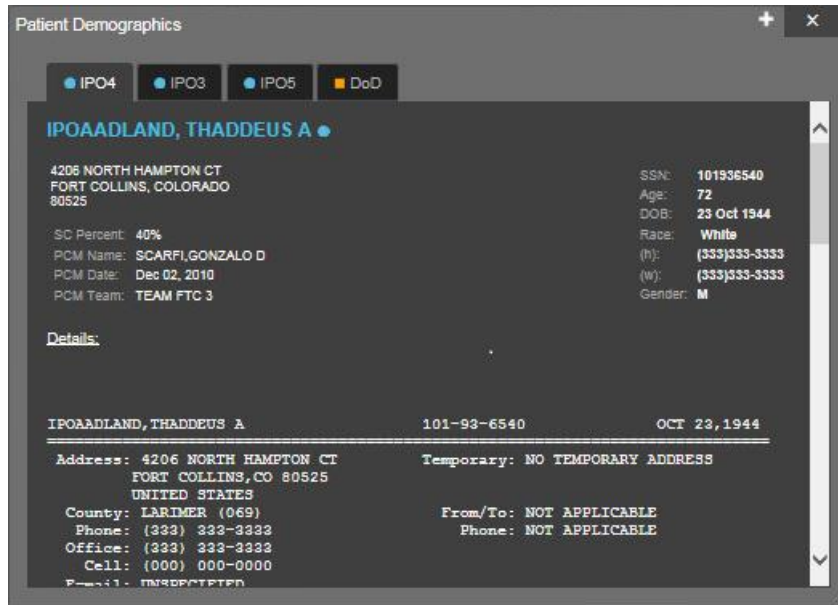 Patient Demographics
IPO4 IPO3 IPO5 DoD
IPOAADLAND, THADDEUS A
4206 NORTH HAMPTON CT
FORT COLLINS, COLORADO
80525
SC Percent: 40%
PCM Name: SCARFI,GONZALO D
PCM Date: Dec 02, 2010
PCM Team: TEAM FTC 3
SSN: 101936540
Age: 72
DOB: 23 Oct 1944
Race: White
(h): (333)333-3333
(w): (333)333-3333
Gender: M
Details:
IPOAADLAND,THADDEUS A 101-93-6540 OCT 23,1944
==============================================================================
Address: 4206 NORTH HAMPTON CT Temporary: NO TEMPORARY ADDRESS
FORT COLLINS,CO 80525
UNITED STATES
County: LARIMER (069) From/To: NOT APPLICABLE
Phone: (333) 333-3333 Phone: NOT APPLICABLE
Office: (333) 333-3333
Cell: (000) 000-0000
E-mail: UNSPECIFIED